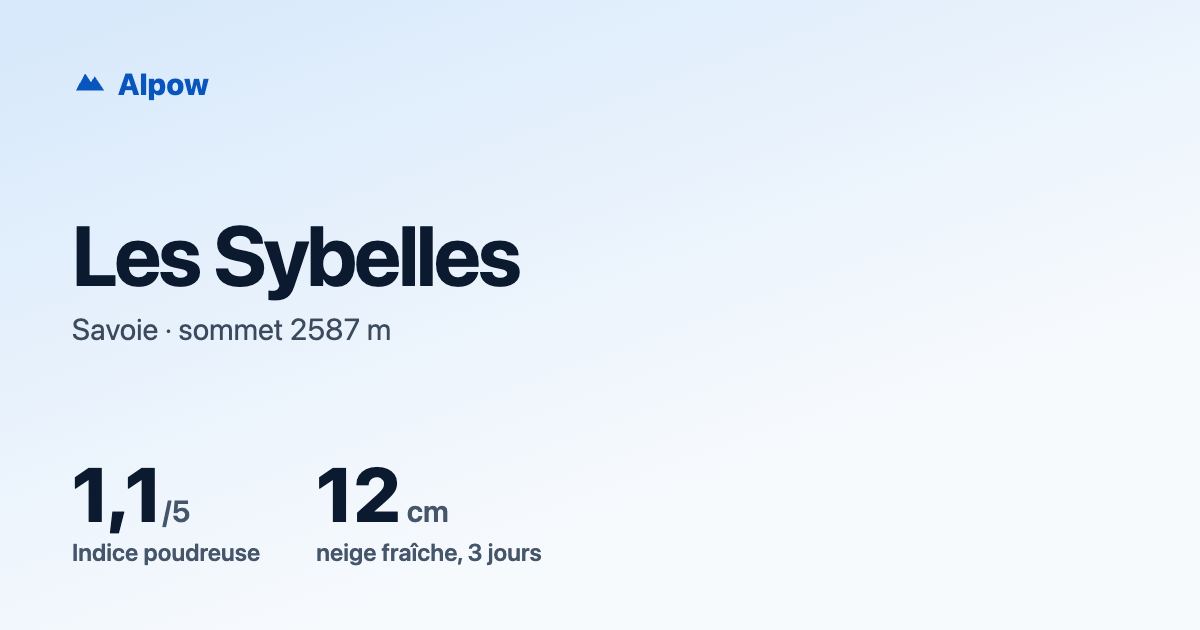 Alpow
Les Sybelles
Savoie · sommet 2587 m
1,1/5
Indice poudreuse
12 cm
neige fraîche, 3 jours